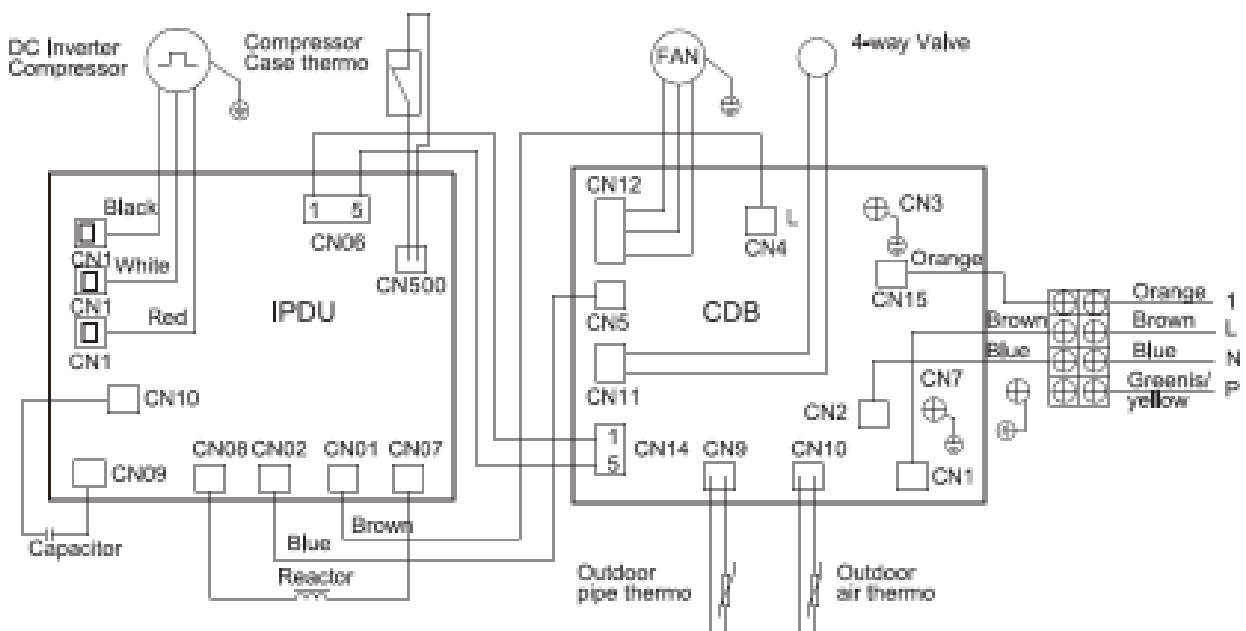 DC Inverter
Compressor
Compressor
Case thermo
FAN
4-way Valve
Black
CN1
White
CN1
Red
CN1
1 5
CN06
CN500
IPDU
CN10
CN09
CN08
CN02
CN01
CN07
Capacitor
Blue
Brown
Reactor
CN12
L
CN4
CN3
Orange
CN15
CN5
CDB
CN11
CN2
CN7
1
5
CN14
CN9
CN10
CN1
Brown
Blue
Orange 1
Brown L
Blue N
Greenis/
yellow P
Outdoor
pipe thermo
Outdoor
air thermo